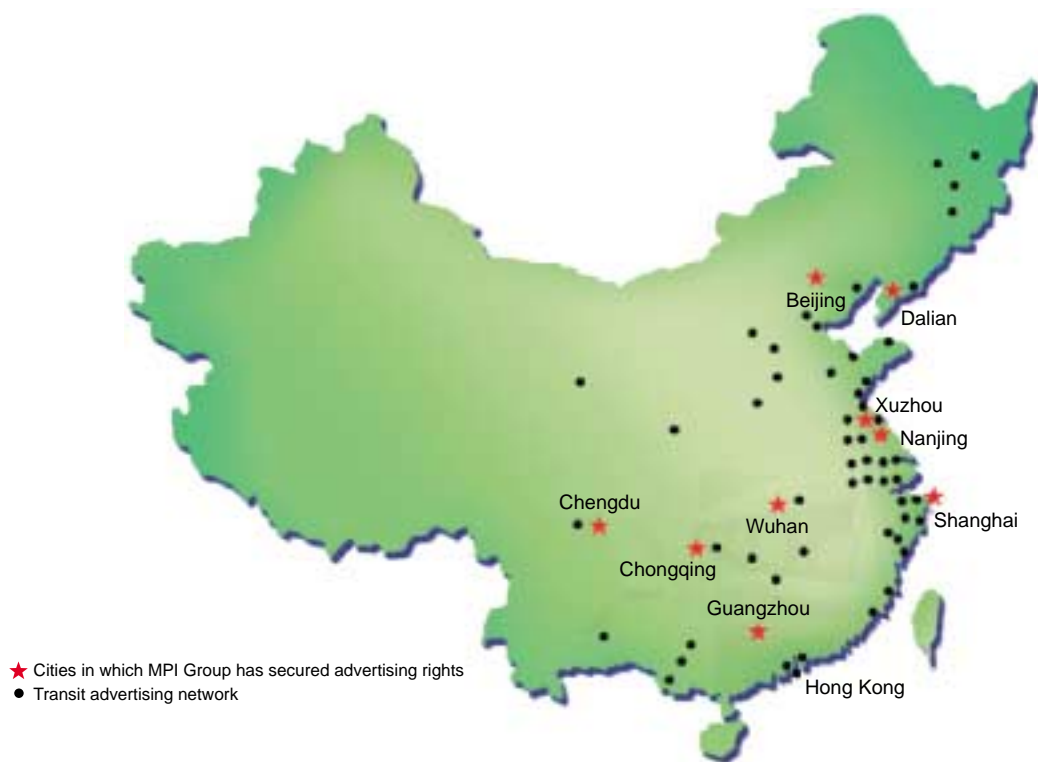 Beijing
Dalian
Xuzhou
Nanjing
Chengdu
Wuhan
Shanghai
Chongqing
Guangzhou
Cities in which MPI Group has secured advertising rights
Transit advertising network
Hong Kong